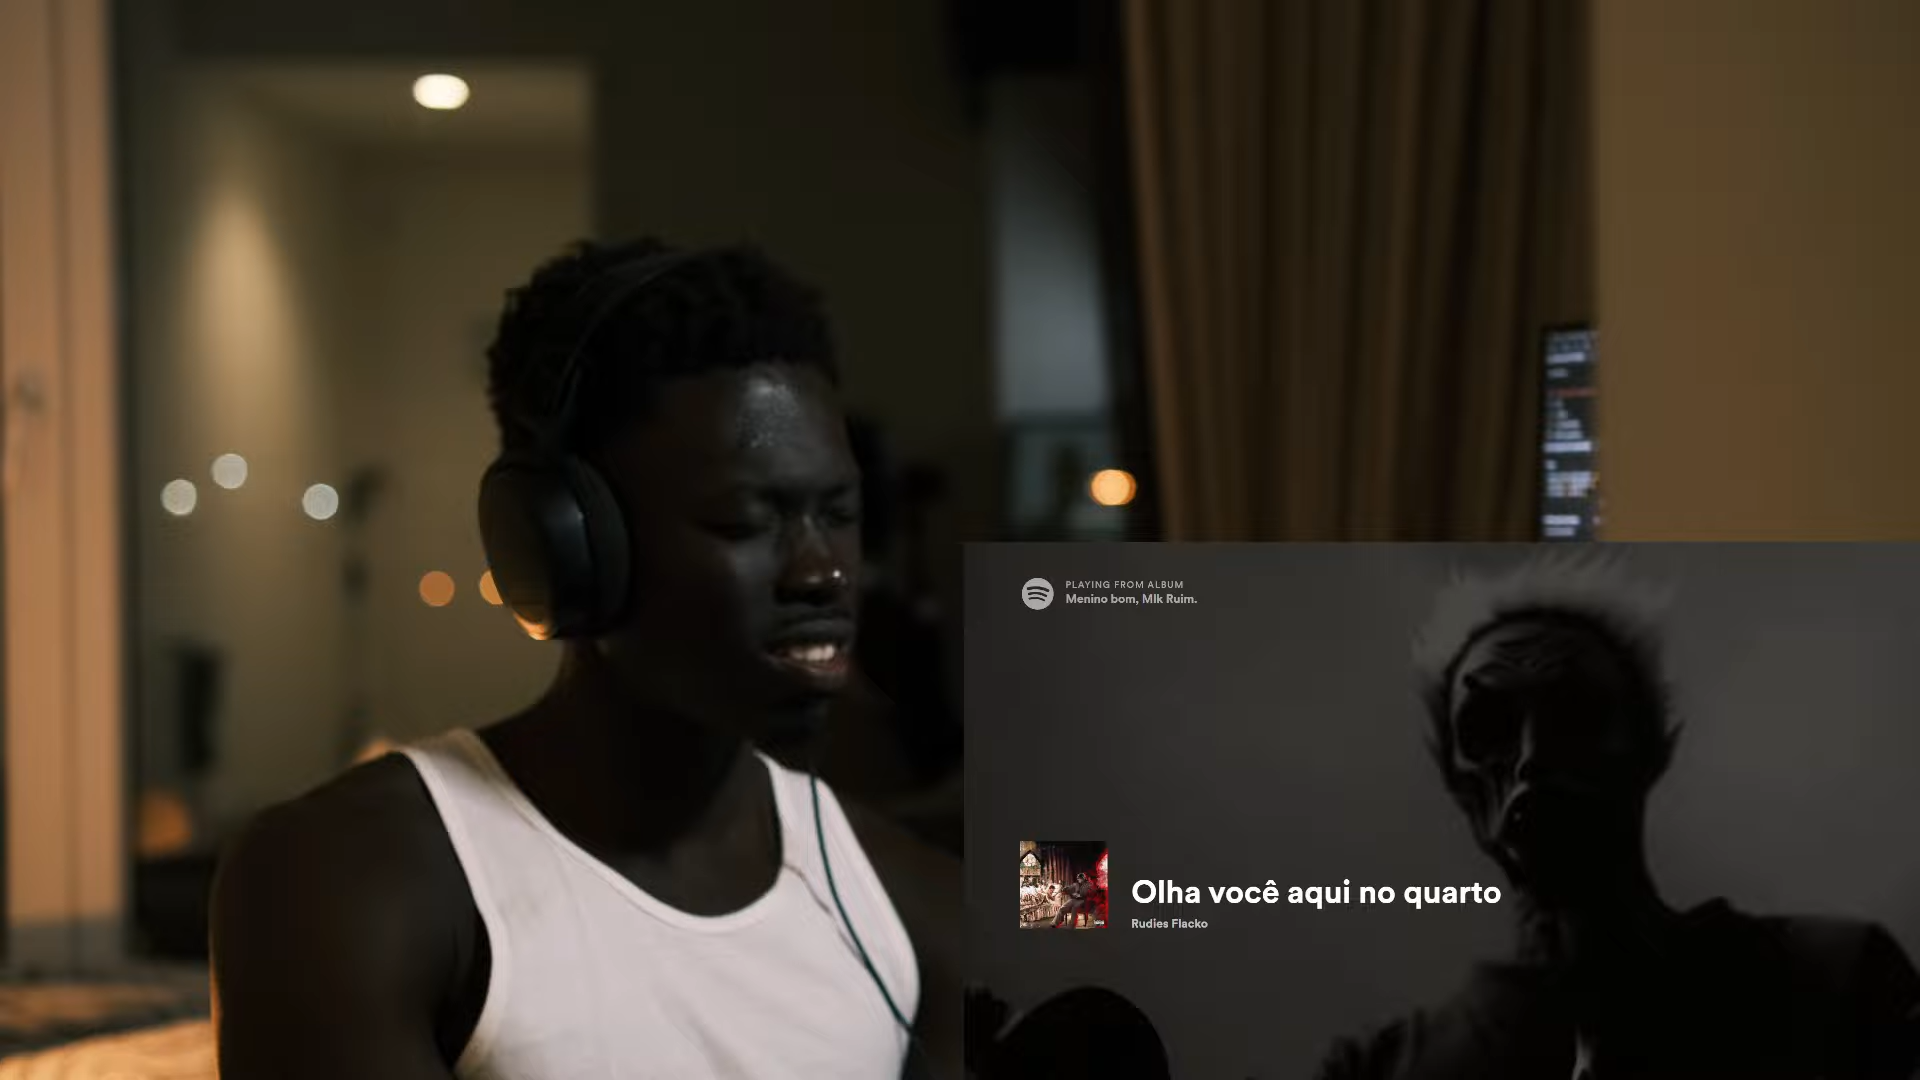 PLAYING FROM ALBUM
Menino bom, Mlk Ruim.
Olha você aqui no quarto
Rudies Flacko